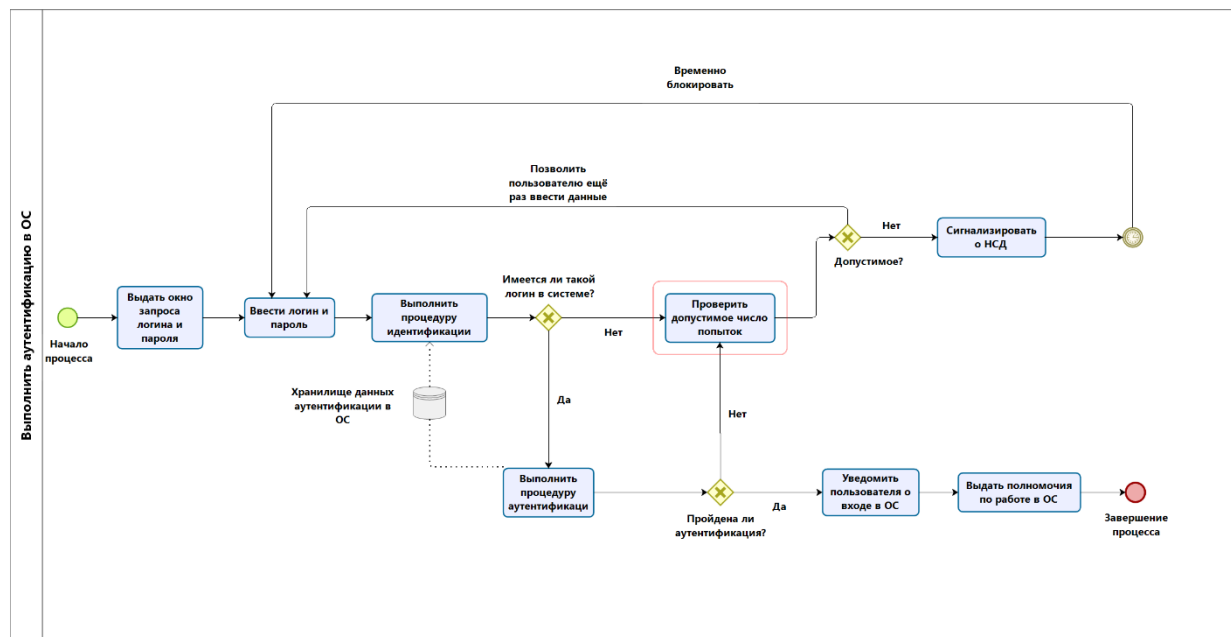 Выполнить аутентификацию в ОС
Временно
блокировать
Позволить
пользователю ещё
раз ввести данные
Нет
Сигнализировать
о НСД
Допустимое?
Имеется ли такой
логин в системе?
Выдать окно
запроса
логина и
пароля
Ввести логин и
пароль
Выполнить
процедуру
идентификации
Проверить
допустимое число
попыток
Нет
Начало
процесса
Хранилище данных
аутентификации в
ОС
Да
Нет
Выполнить
процедуру
аутентификаци
Уведомить
пользователя о
входе в ОС
Выдать полномочия
по работе в ОС
Да
Пройдена ли
аутентификация?
Завершение
процесса